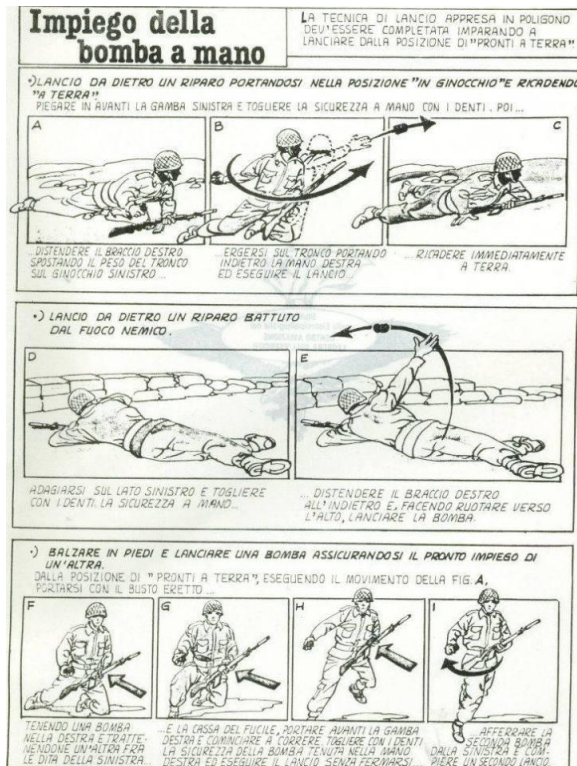 Impiego della
bomba a mano
LA TECNICA DI LANCIO APPRESA IN POLIGONO
DEV'ESSERE COMPLETATA IMPARANDO A
LANCIARE DALLA POSIZIONE DI "PRONTI A TERRA"
•) LANCIO DA DIETRO UN RIPARO PORTANDOSI NELLA POSIZIONE "IN GINOCCHIO" E RICADENDO
"A TERRA"
PIEGARE IN AVANTI LA GAMBA SINISTRA E TOGLIERE LA SICUREZZA A MANO CON I DENTI. POI...
A
B
C
...DISTENDERE IL BRACCIO DESTRO
SPOSTANDO IL PESO DEL TRONCO
SUL GINOCCHIO SINISTRO...
...ERGERSI SUL TRONCO PORTANDO
INDIETRO LA MANO DESTRA
ED ESEGUIRE IL LANCIO...
...RICADERE IMMEDIATAMENTE
A TERRA.
•) LANCIO DA DIETRO UN RIPARO BATTUTO
DAL FUOCO NEMICO.
D
E
ADAGIARSI SUL LATO SINISTRO E TOGLIERE
CON I DENTI LA SICUREZZA A MANO...
... DISTENDERE IL BRACCIO DESTRO
ALL'INDIETRO E, FACENDO RUOTARE VERSO
L'ALTO, LANCIARE LA BOMBA.
•) BALZARE IN PIEDI E LANCIARE UNA BOMBA ASSICURANDOSI IL PRONTO IMPIEGO DI
UN'ALTRA.
DALLA POSIZIONE DI "PRONTI A TERRA", ESEGUENDO IL MOVIMENTO DELLA FIG. A,
PORTARSI CON IL BUSTO ERETTO...
F
G
H
I
TENENDO UNA BOMBA
NELLA DESTRA E TRATTE-
NENDONE UN'ALTRA FRA
LE DITA DELLA SINISTRA...
...E LA CASSA DEL FUCILE, PORTARE AVANTI LA GAMBA
DESTRA E COMINCIARE A CORRERE, TOGLIERE CON I DENTI
LA SICUREZZA DELLA BOMBA TENUTA NELLA MANO
DESTRA ED ESEGUIRE IL LANCIO SENZA FERMARSI...
...AFFERRARE LA
SECONDA BOMBA
DALLA SINISTRA E COM-
PIERE UN SECONDO LANCIO.